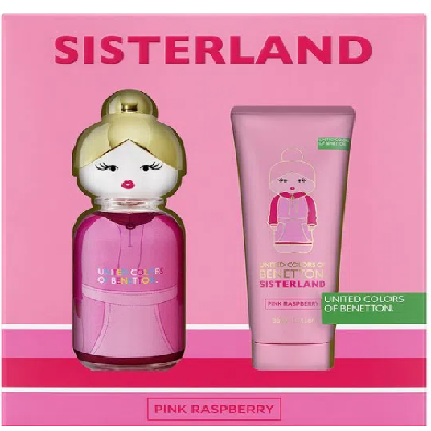 SISTERLAND
UNITED COLORS
OF BENETTON.
UNITED COLORS OF
BENETTON
SISTERLAND
PINK RASPBERRY
UNITED COLORS
OF BENETTON.
PINK RASPBERRY